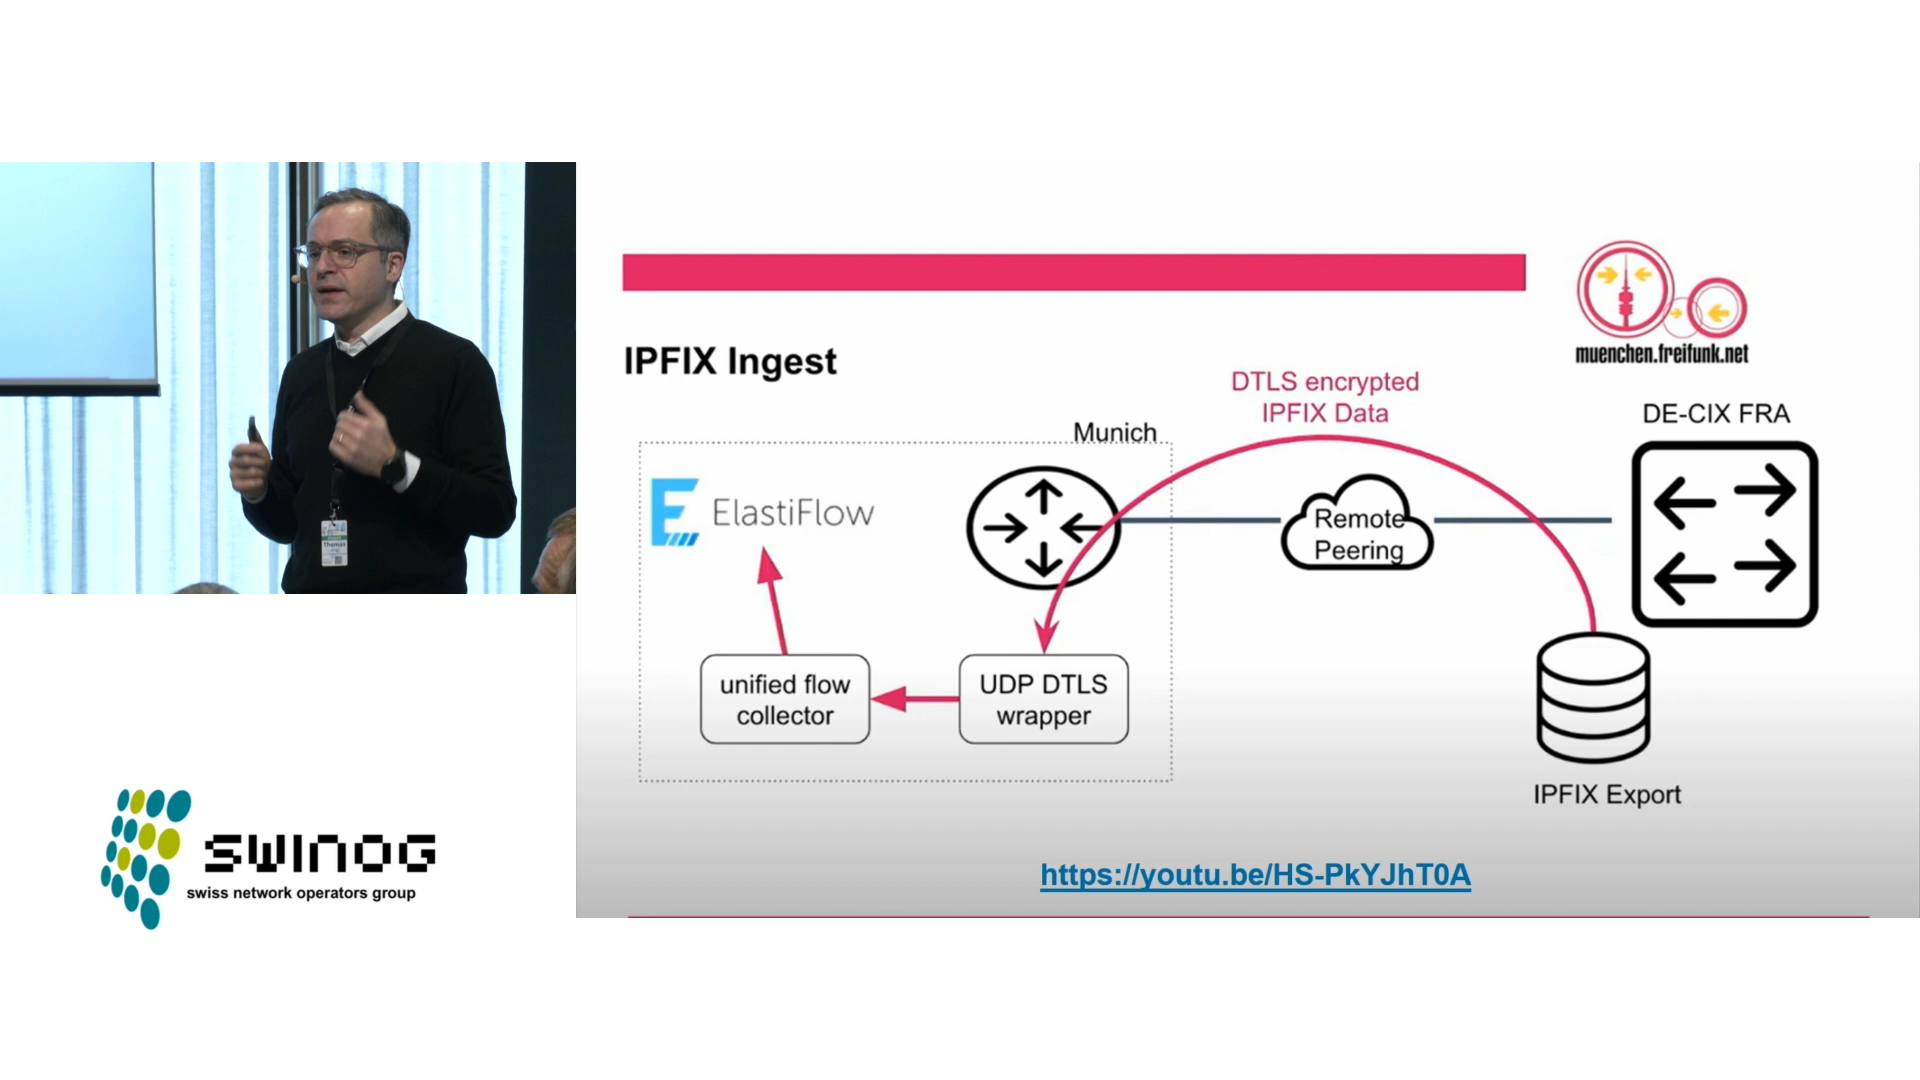 IPFIX Ingest
muenchen.freifunk.net
DTLS encrypted
IPFIX Data
DE-CIX FRA
Munich
ElastiFlow
Remote
Peering
unified flow
collector
UDP DTLS
wrapper
IPFIX Export
https://youtu.be/HS-PkYJhT0A
Thomas
SWINOG
swiss network operators group